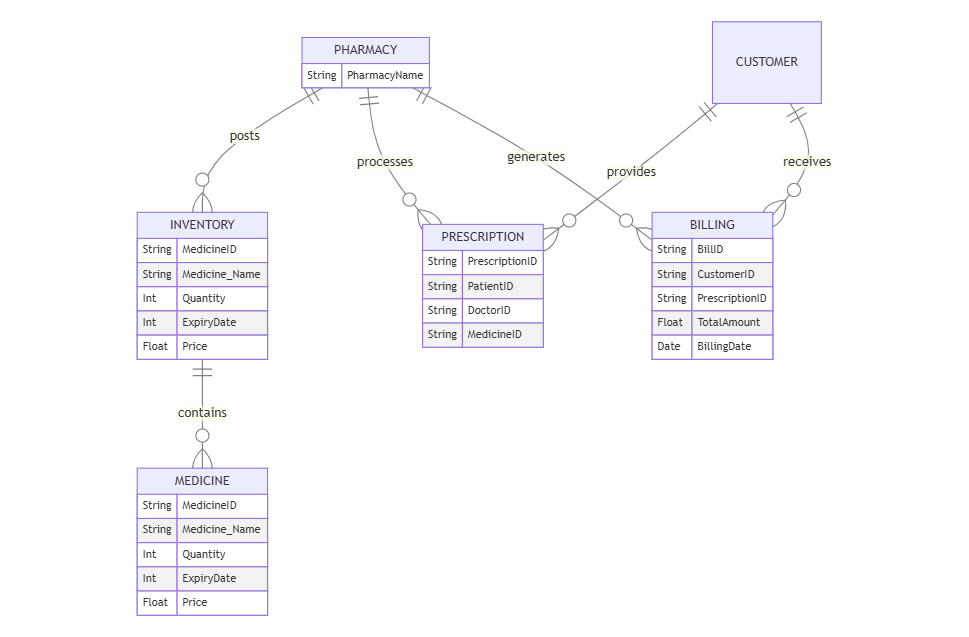 PHARMACY
String PharmacyName
CUSTOMER
posts
processes
generates
provides
receives
INVENTORY
String MedicineID
String Medicine_Name
Int Quantity
Int ExpiryDate
Float Price
PRESCRIPTION
String PrescriptionID
String PatientID
String DoctorID
String MedicineID
BILLING
String BillID
String CustomerID
String PrescriptionID
Float TotalAmount
Date BillingDate
contains
MEDICINE
String MedicineID
String Medicine_Name
Int Quantity
Int ExpiryDate
Float Price